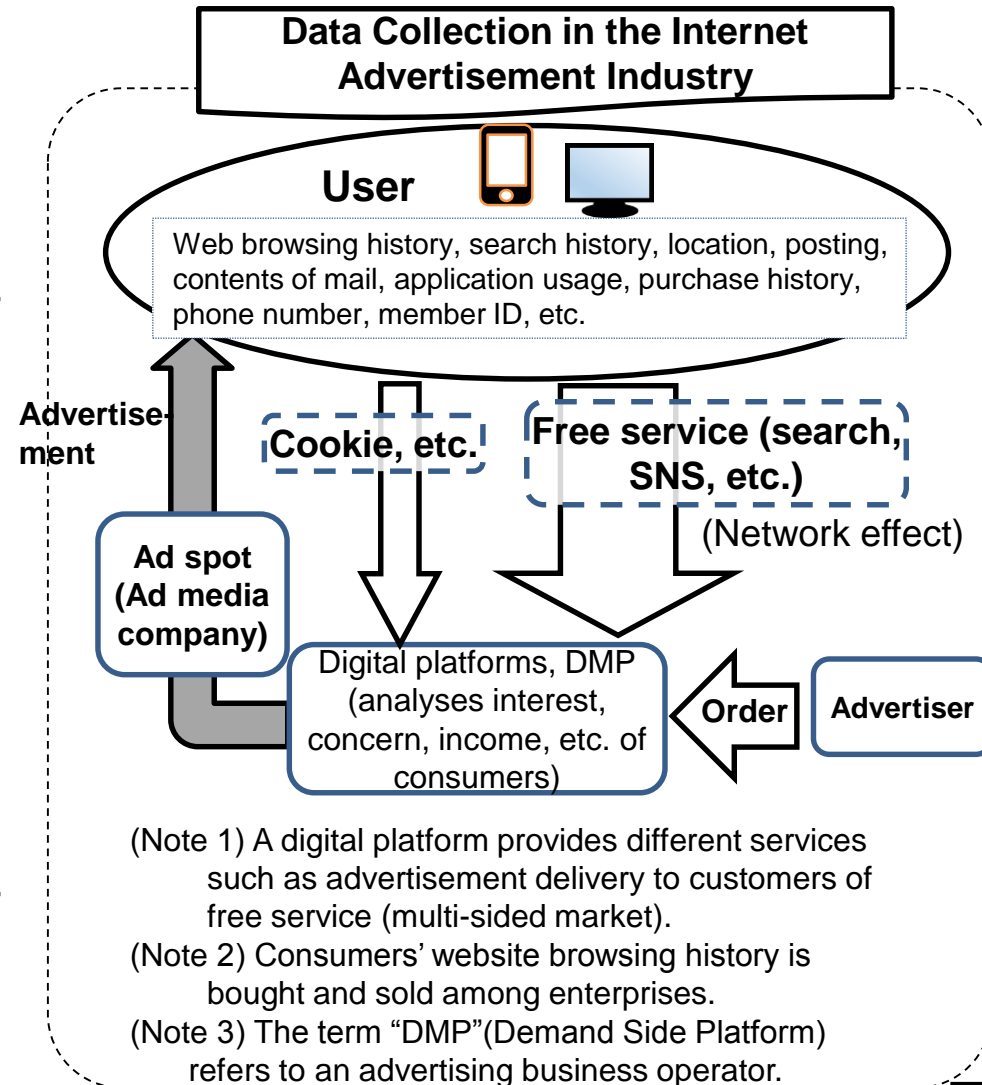 Data Collection in the Internet
Advertisement Industry
User
Web browsing history, search history, location, posting,
contents of mail, application usage, purchase history,
phone number, member ID, etc.
Advertise-
ment
Cookie, etc.
Free service (search,
SNS, etc.)
(Network effect)
Ad spot
(Ad media
company)
Digital platforms, DMP
(analyses interest,
concern, income, etc. of
consumers)
Order
Advertiser
(Note 1) A digital platform provides different services
such as advertisement delivery to customers of
free service (multi-sided market).
(Note 2) Consumers’ website browsing history is
bought and sold among enterprises.
(Note 3) The term “DMP”(Demand Side Platform)
refers to an advertising business operator.